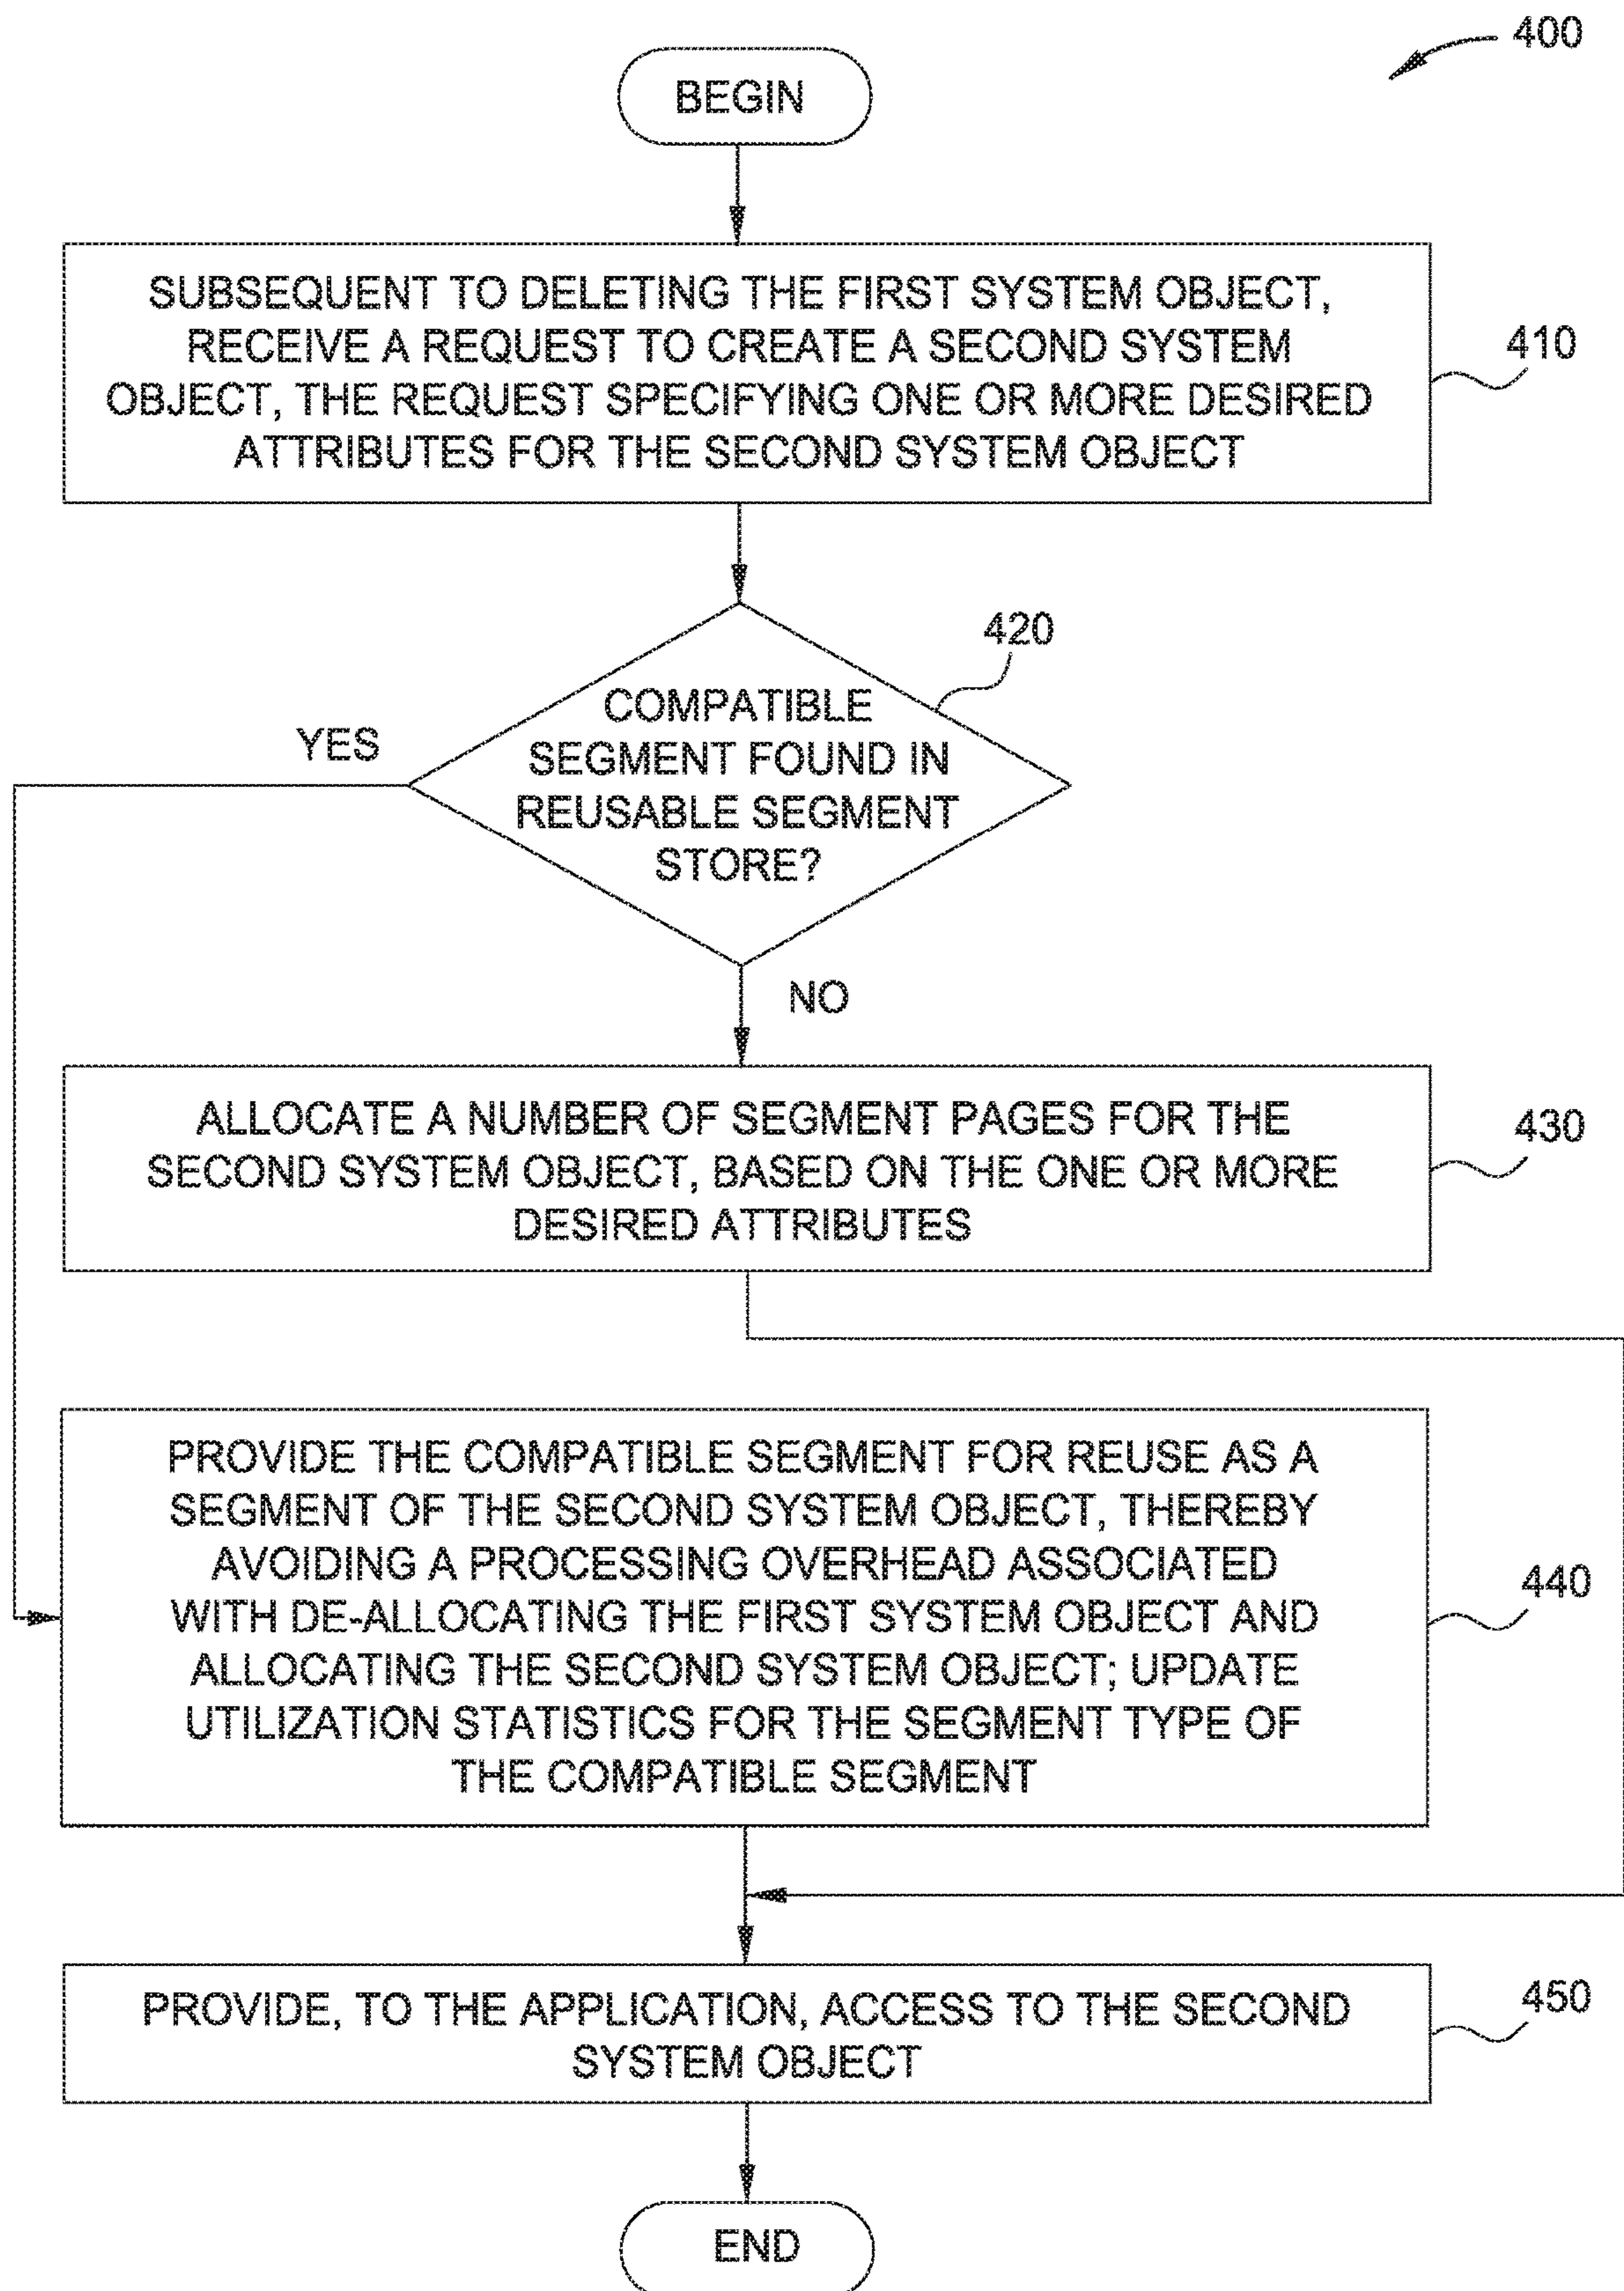 400
BEGIN
SUBSEQUENT TO DELETING THE FIRST SYSTEM OBJECT,
RECEIVE A REQUEST TO CREATE A SECOND SYSTEM
OBJECT, THE REQUEST SPECIFYING ONE OR MORE DESIRED
ATTRIBUTES FOR THE SECOND SYSTEM OBJECT
410
420
COMPATIBLE
SEGMENT FOUND IN
REUSABLE SEGMENT
STORE?
YES
NO
ALLOCATE A NUMBER OF SEGMENT PAGES FOR THE
SECOND SYSTEM OBJECT, BASED ON THE ONE OR MORE
DESIRED ATTRIBUTES
430
PROVIDE THE COMPATIBLE SEGMENT FOR REUSE AS A
SEGMENT OF THE SECOND SYSTEM OBJECT, THEREBY
AVOIDING A PROCESSING OVERHEAD ASSOCIATED
WITH DE-ALLOCATING THE FIRST SYSTEM OBJECT AND
ALLOCATING THE SECOND SYSTEM OBJECT; UPDATE
UTILIZATION STATISTICS FOR THE SEGMENT TYPE OF
THE COMPATIBLE SEGMENT
440
PROVIDE, TO THE APPLICATION, ACCESS TO THE SECOND
SYSTEM OBJECT
450
END